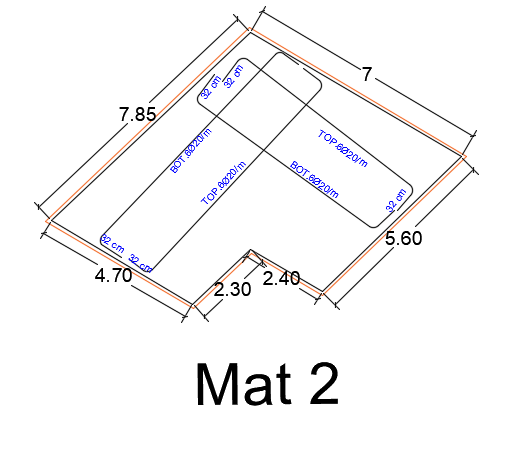 7
7.85
32 cm
32 cm
BOT.6Ø20/m
TOP.6Ø20/m
TOP.6Ø20/m
BOT.6Ø20/m
32 cm
32 cm
32 cm
5.60
4.70
2.30
2.40
Mat 2